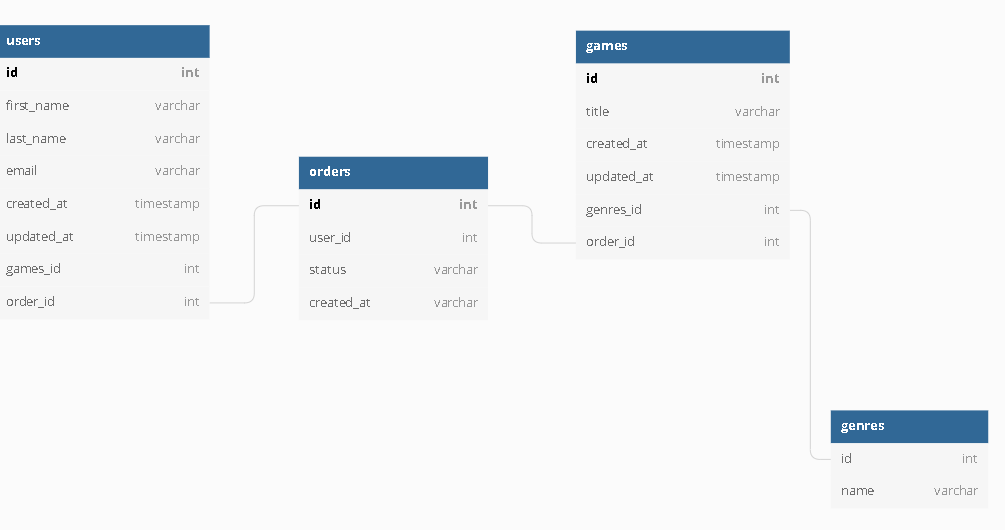 users
id int
first_name varchar
last_name varchar
email varchar
created_at timestamp
updated_at timestamp
games_id int
order_id int
orders
id int
user_id int
status varchar
created_at varchar
games
id int
title varchar
created_at timestamp
updated_at timestamp
genres_id int
order_id int
genres
id int
name varchar